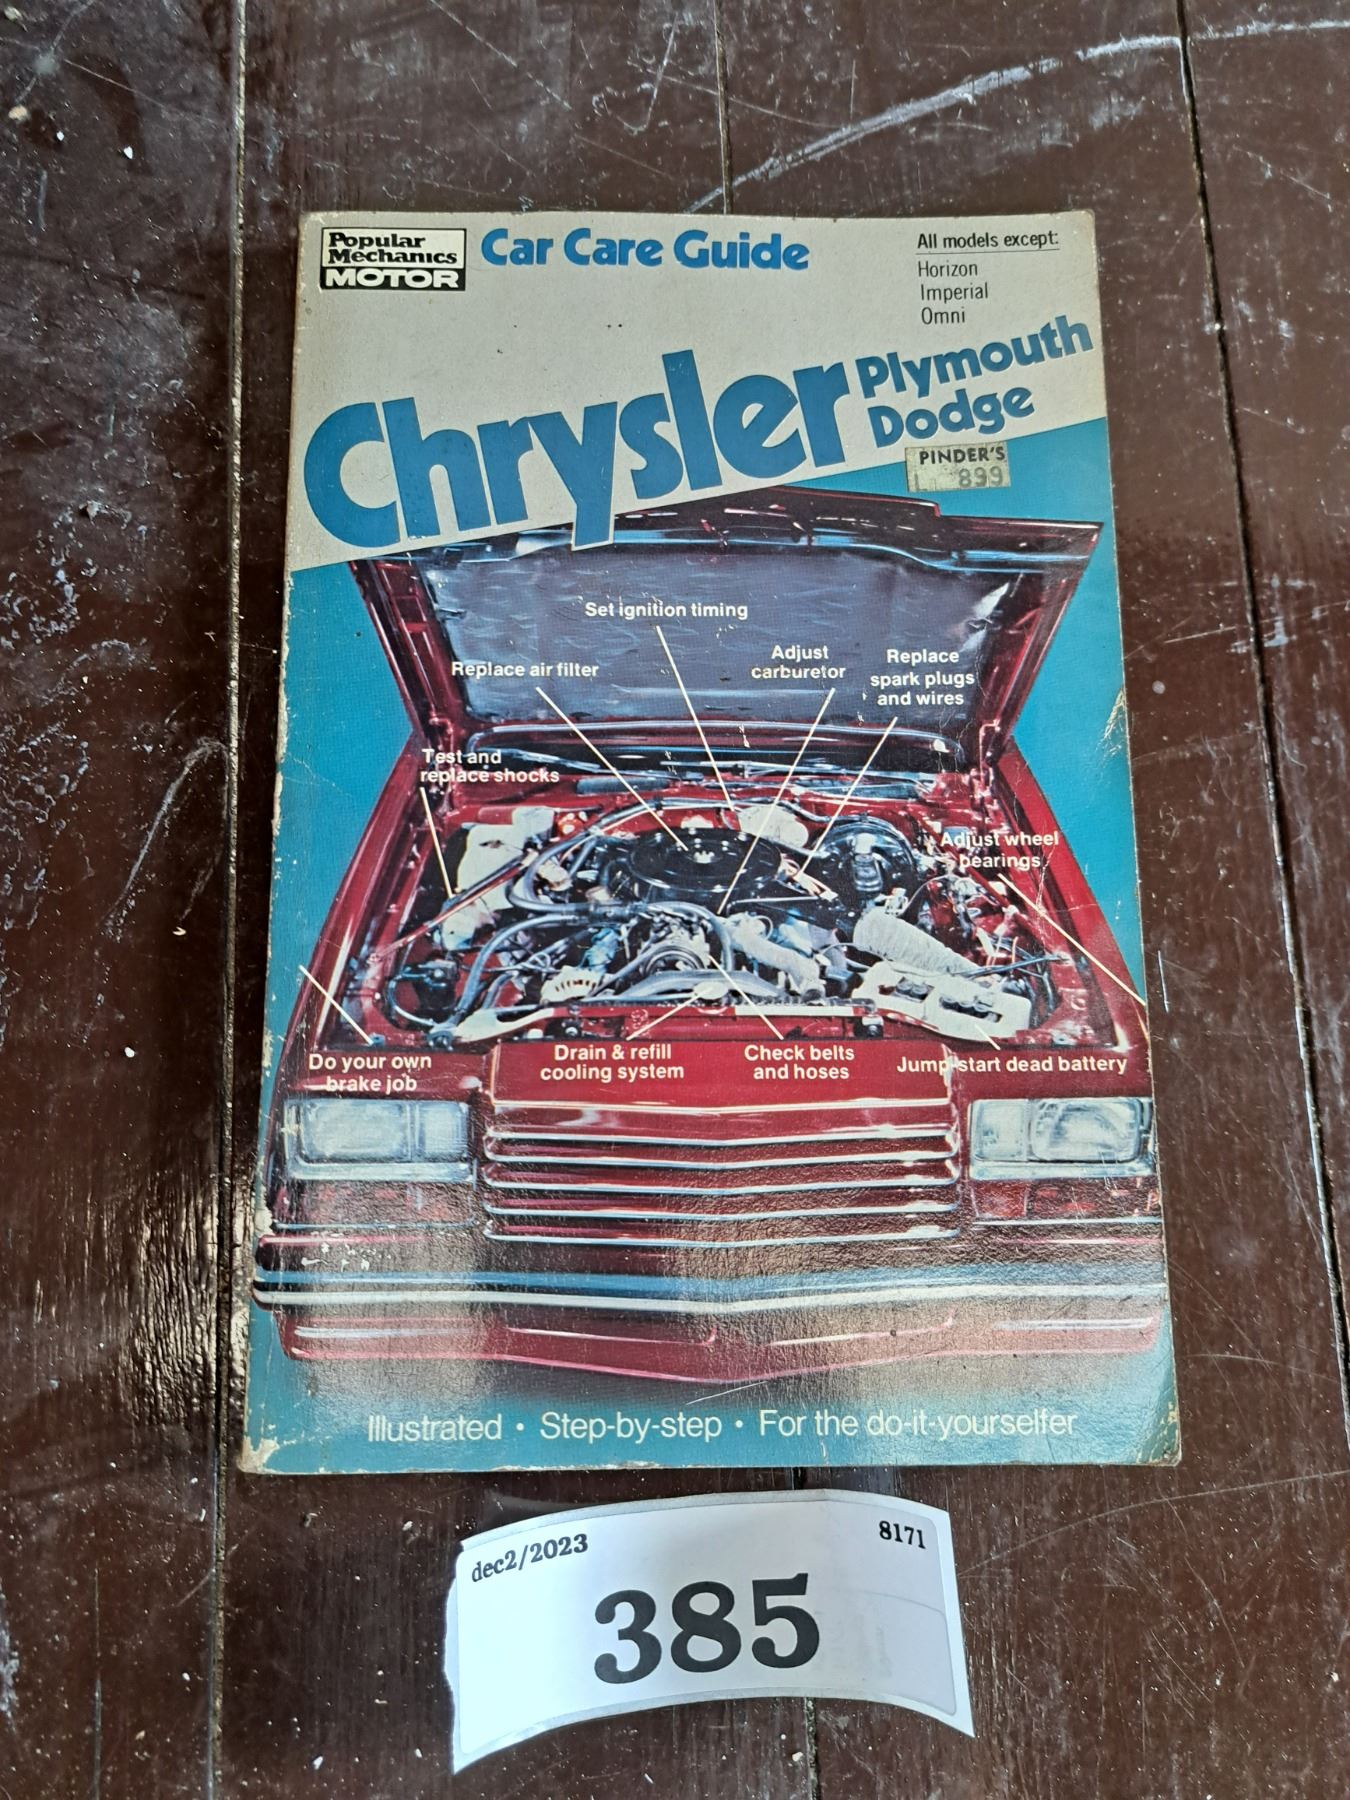 Popular
Mechanics
MOTOR
Car Care Guide
All models except:
Horizon
Imperial
Omni
Chrysler
Plymouth
Dodge
PINDER'S
899
Set ignition timing
Replace air filter
Adjust
carburetor
Replace
spark plugs
and wires
Test and
replace shocks
Adjust wheel
bearings
Do your own
brake job
Drain & refill
cooling system
Check belts
and hoses
Jump-start dead battery
Illustrated • Step-by-step • For the do-it-yourselfer
dec2/2023
8171
385